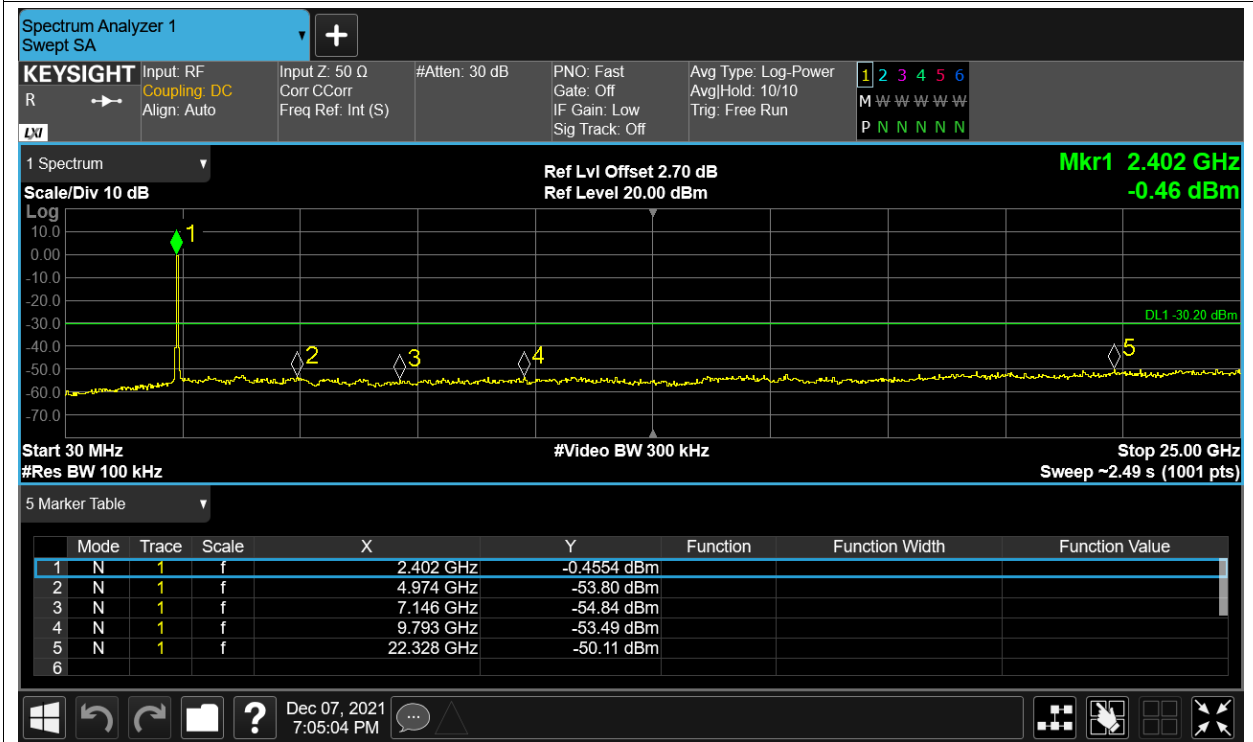 Spectrum Analyzer 1
Swept SA
KEYSIGHT
R
LXI
Input: RF
Coupling: DC
Align: Auto
Input Z: 50 Ω
Corr CCorr
Freq Ref: Int (S)
#Atten: 30 dB
PNO: Fast
Gate: Off
IF Gain: Low
Sig Track: Off
Avg Type: Log-Power
Avg|Hold: 10/10
Trig: Free Run
1 2 3 4 5 6
M W W W W W
P N N N N N
1 Spectrum
Scale/Div 10 dB
Ref Lvl Offset 2.70 dB
Ref Level 20.00 dBm
Mkr1 2.402 GHz
-0.46 dBm
Log
10.0
0.00
-10.0
-20.0
-30.0
-40.0
-50.0
-60.0
-70.0
1
2
3
4
5
DL1 -30.20 dBm
Start 30 MHz
#Res BW 100 kHz
#Video BW 300 kHz
Stop 25.00 GHz
Sweep ~2.49 s (1001 pts)
5 Marker Table
Mode Trace Scale X Y Function Function Width Function Value
1 N 1 f 2.402 GHz -0.4554 dBm
2 N 1 f 4.974 GHz -53.80 dBm
3 N 1 f 7.146 GHz -54.84 dBm
4 N 1 f 9.793 GHz -53.49 dBm
5 N 1 f 22.328 GHz -50.11 dBm
6
?
Dec 07, 2021
7:05:04 PM